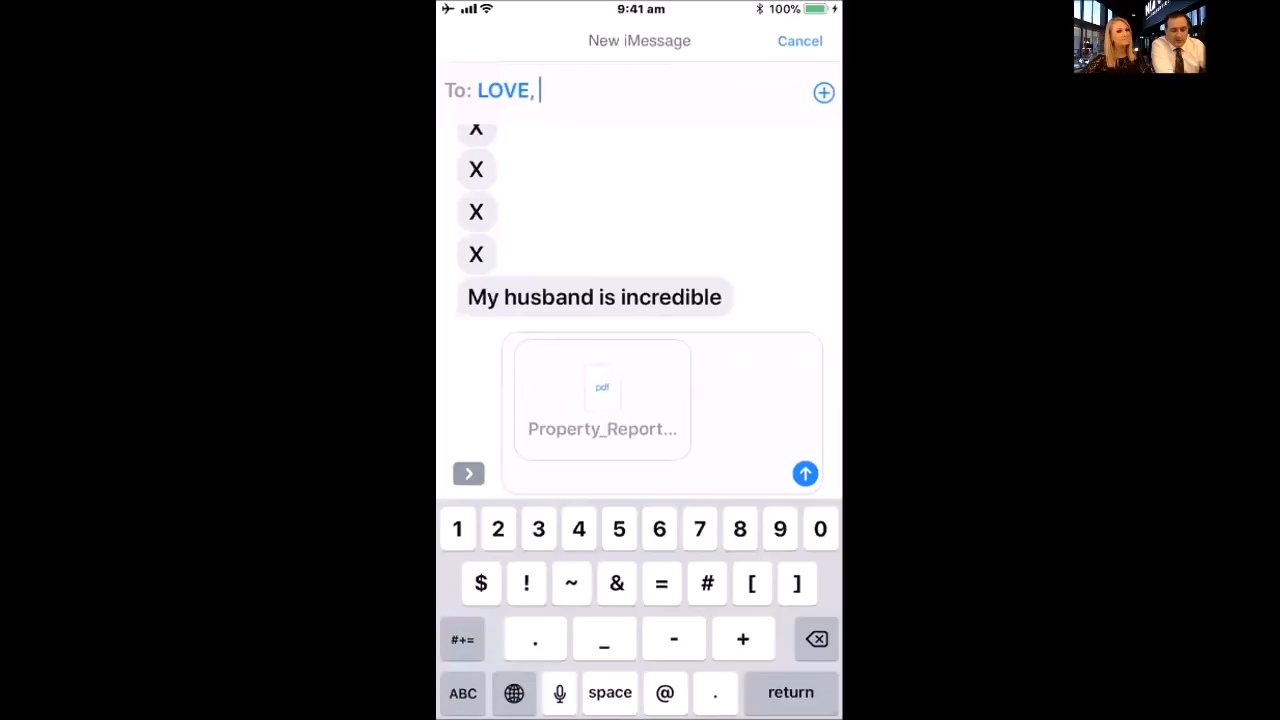 9:41 am
100%
New iMessage
Cancel
To: LOVE,
X
X
X
X
My husband is incredible
pdf
Property_Report...
1 2 3 4 5 6 7 8 9 0
$ ! ~ & = # [ ]
#+= . _ - +
ABC space @ . return